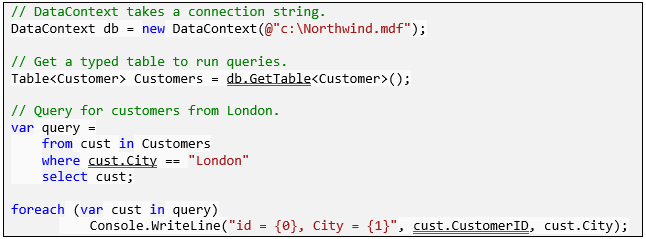 // DataContext takes a connection string.
DataContext db = new DataContext(@"c:\Northwind.mdf");

// Get a typed table to run queries.
Table<Customer> Customers = db.GetTable<Customer>();

// Query for customers from London.
var query =
    from cust in Customers
    where cust.City == "London"
    select cust;

foreach (var cust in query)
          Console.WriteLine("id = {0}, City = {1}", cust.CustomerID, cust.City);